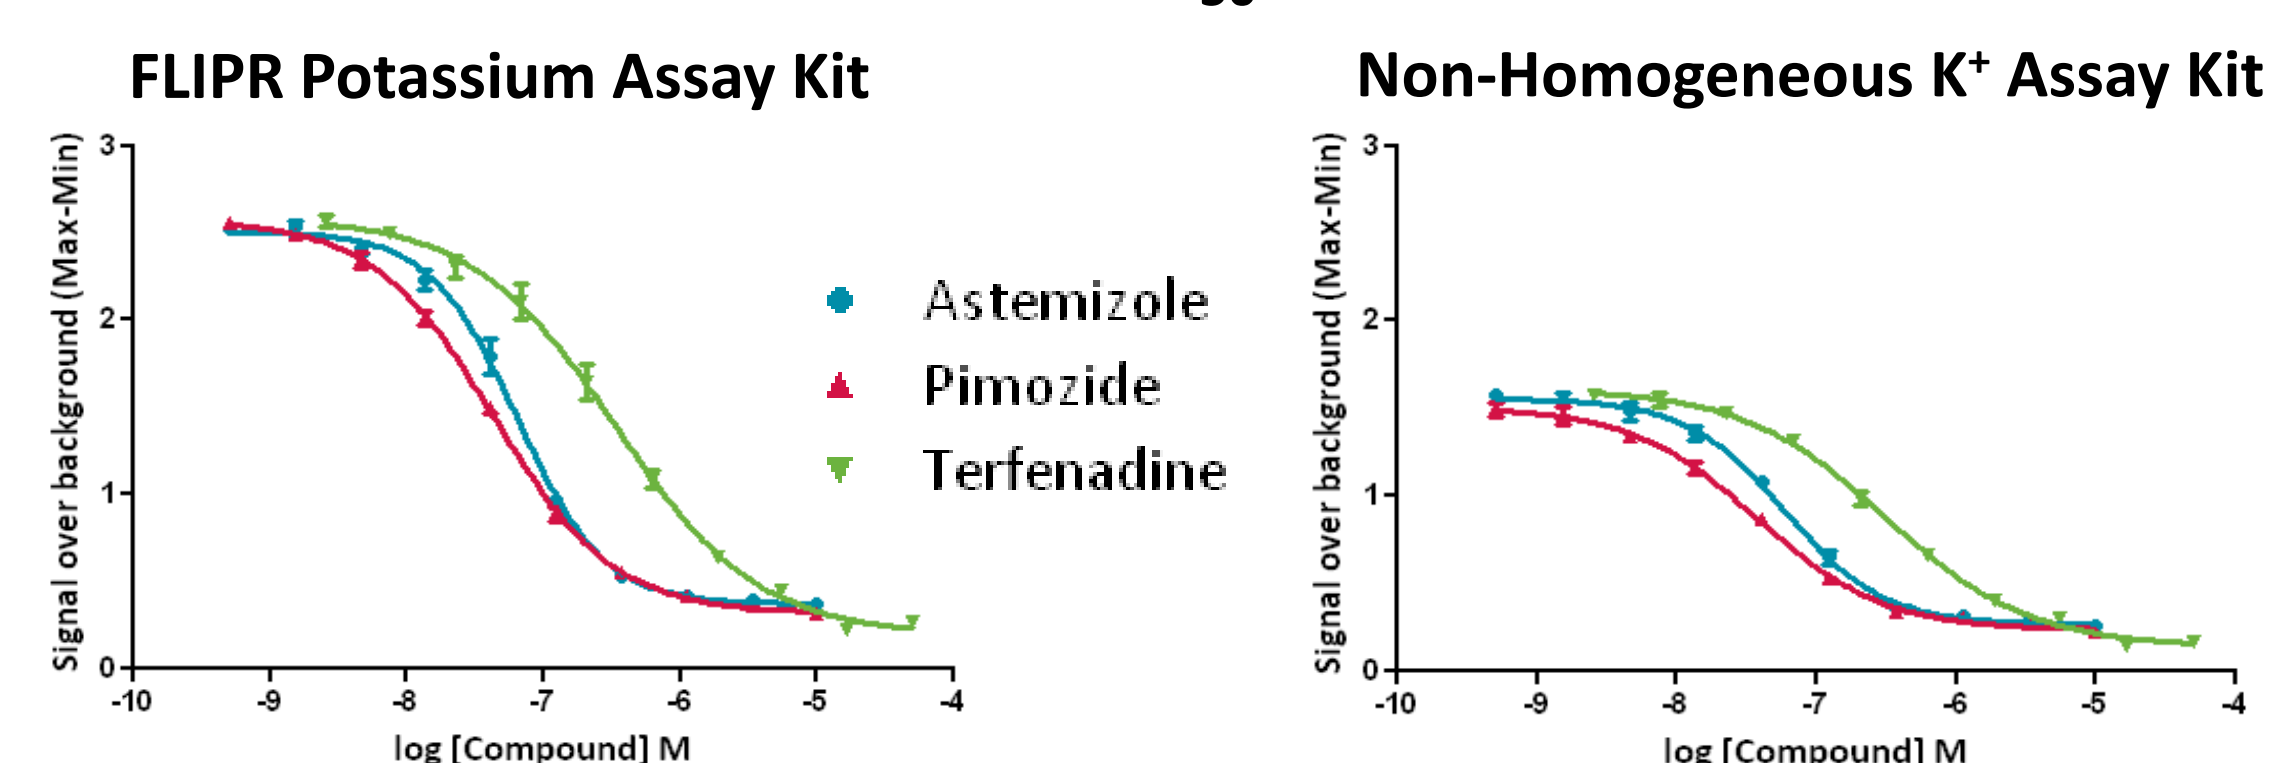 FLIPR Potassium Assay Kit
Signal over background (Max-Min)
3
2
1
0
-10 -9 -8 -7 -6 -5 -4
log [Compound] M
Astemizole
Pimozide
Terfenadine
Non-Homogeneous K⁺ Assay Kit
Signal over background (Max-Min)
3
2
1
0
-10 -9 -8 -7 -6 -5 -4
log [Compound] M